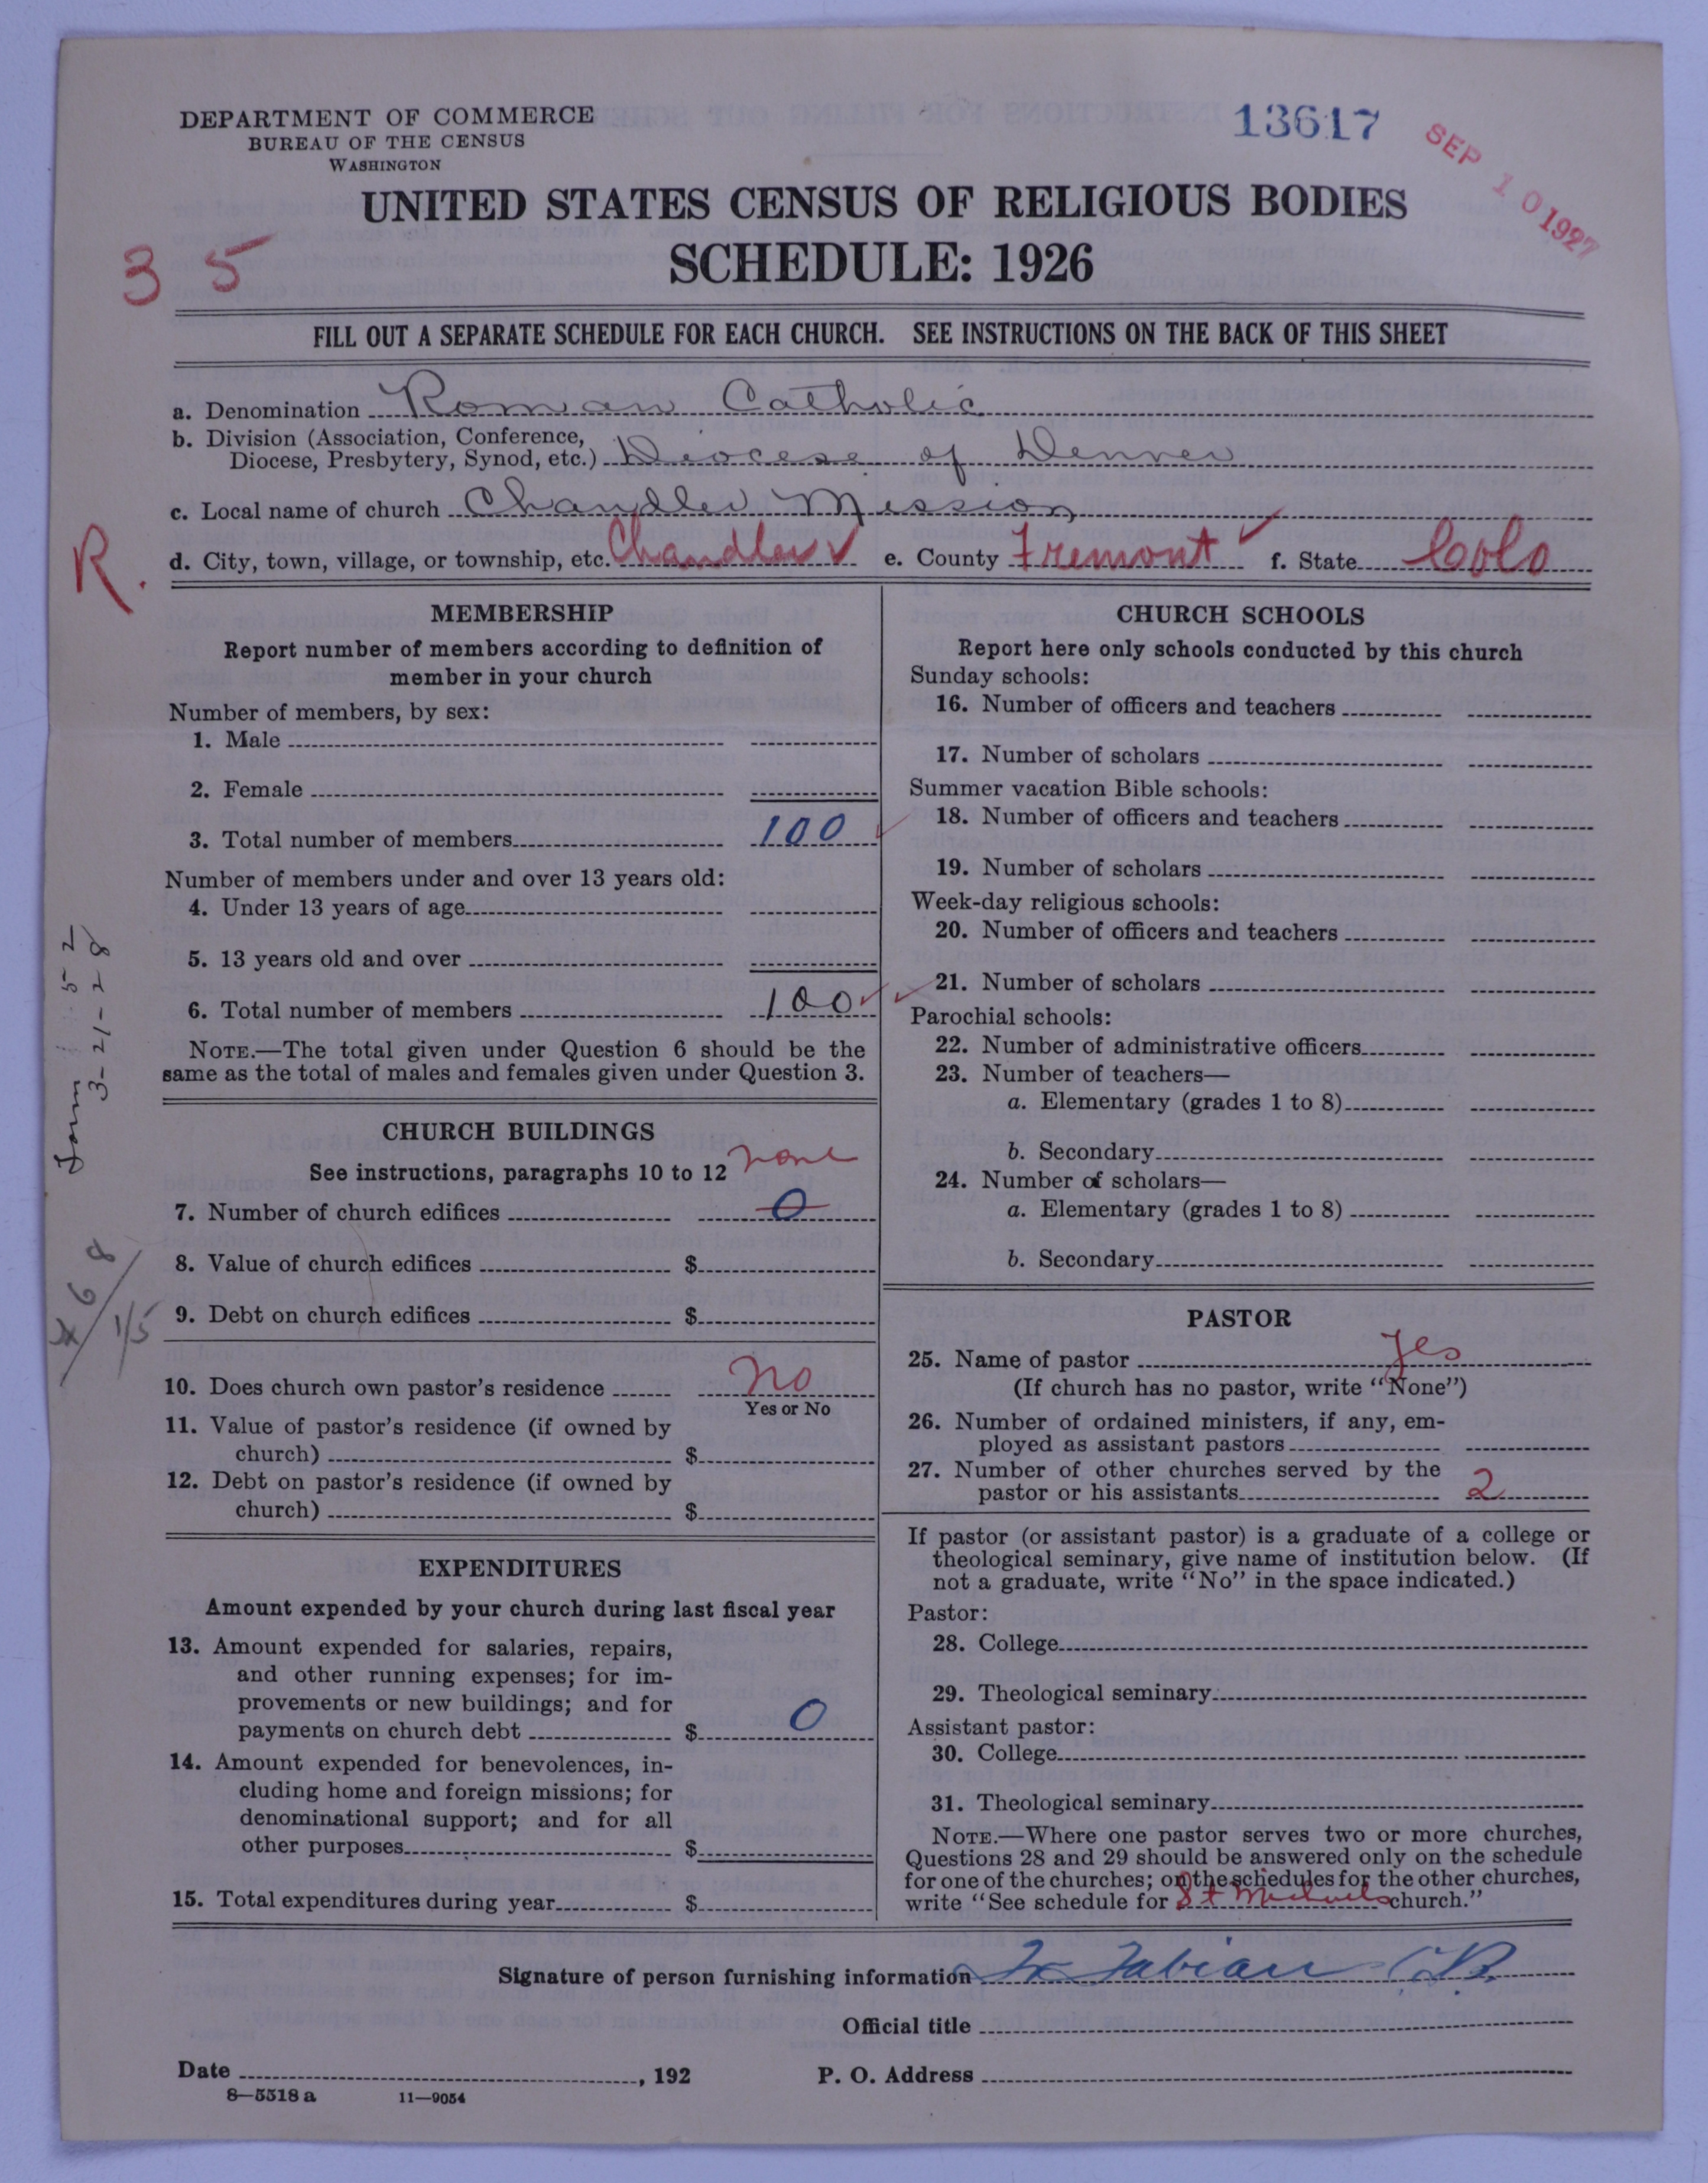 DEPARTMENT OF COMMERCE
BUREAU OF THE CENSUS
WASHINGTON
13617
SEP 10 1927
UNITED STATES CENSUS OF RELIGIOUS BODIES
SCHEDULE: 1926
3 5
FILL OUT A SEPARATE SCHEDULE FOR EACH CHURCH. SEE INSTRUCTIONS ON THE BACK OF THIS SHEET
a. Denomination Roman Catholic
b. Division (Association, Conference,
Diocese, Presbytery, Synod, etc.) Diocese of Denver
c. Local name of church Chandler Mission
R.
d. City, town, village, or township, etc. Chandler ✓ e. County Fremont ✓ f. State Colo
MEMBERSHIP
Report number of members according to definition of
member in your church
Number of members, by sex:
1. Male
2. Female
3. Total number of members 100
Number of members under and over 13 years old:
4. Under 13 years of age
5. 13 years old and over
6. Total number of members 100 ✓
NOTE.—The total given under Question 6 should be the
same as the total of males and females given under Question 3.
52
3-21-28
CHURCH BUILDINGS
See instructions, paragraphs 10 to 12 none
7. Number of church edifices 0
8. Value of church edifices $
9. Debt on church edifices $
68
1/5
10. Does church own pastor's residence no
Yes or No
11. Value of pastor's residence (if owned by
church) $
12. Debt on pastor's residence (if owned by
church) $
EXPENDITURES
Amount expended by your church during last fiscal year
13. Amount expended for salaries, repairs,
and other running expenses; for im-
provements or new buildings; and for
payments on church debt $ 0
14. Amount expended for benevolences, in-
cluding home and foreign missions; for
denominational support; and for all
other purposes $
15. Total expenditures during year $
CHURCH SCHOOLS
Report here only schools conducted by this church
Sunday schools:
16. Number of officers and teachers
17. Number of scholars
Summer vacation Bible schools:
18. Number of officers and teachers
19. Number of scholars
Week-day religious schools:
20. Number of officers and teachers
21. Number of scholars
Parochial schools:
22. Number of administrative officers
23. Number of teachers—
a. Elementary (grades 1 to 8)
b. Secondary
24. Number of scholars—
a. Elementary (grades 1 to 8)
b. Secondary
PASTOR
25. Name of pastor yes
(If church has no pastor, write "None")
26. Number of ordained ministers, if any, em-
ployed as assistant pastors
27. Number of other churches served by the
pastor or his assistants 2
If pastor (or assistant pastor) is a graduate of a college or
theological seminary, give name of institution below. (If
not a graduate, write "No" in the space indicated.)
Pastor:
28. College
29. Theological seminary
Assistant pastor:
30. College
31. Theological seminary
NOTE.—Where one pastor serves two or more churches,
Questions 28 and 29 should be answered only on the schedule
for one of the churches; on the schedules for the other churches,
write "See schedule for St Michaels church."
Signature of person furnishing information Fr Fabian
Official title
Date , 192 P. O. Address
8—5518 a 11—9054